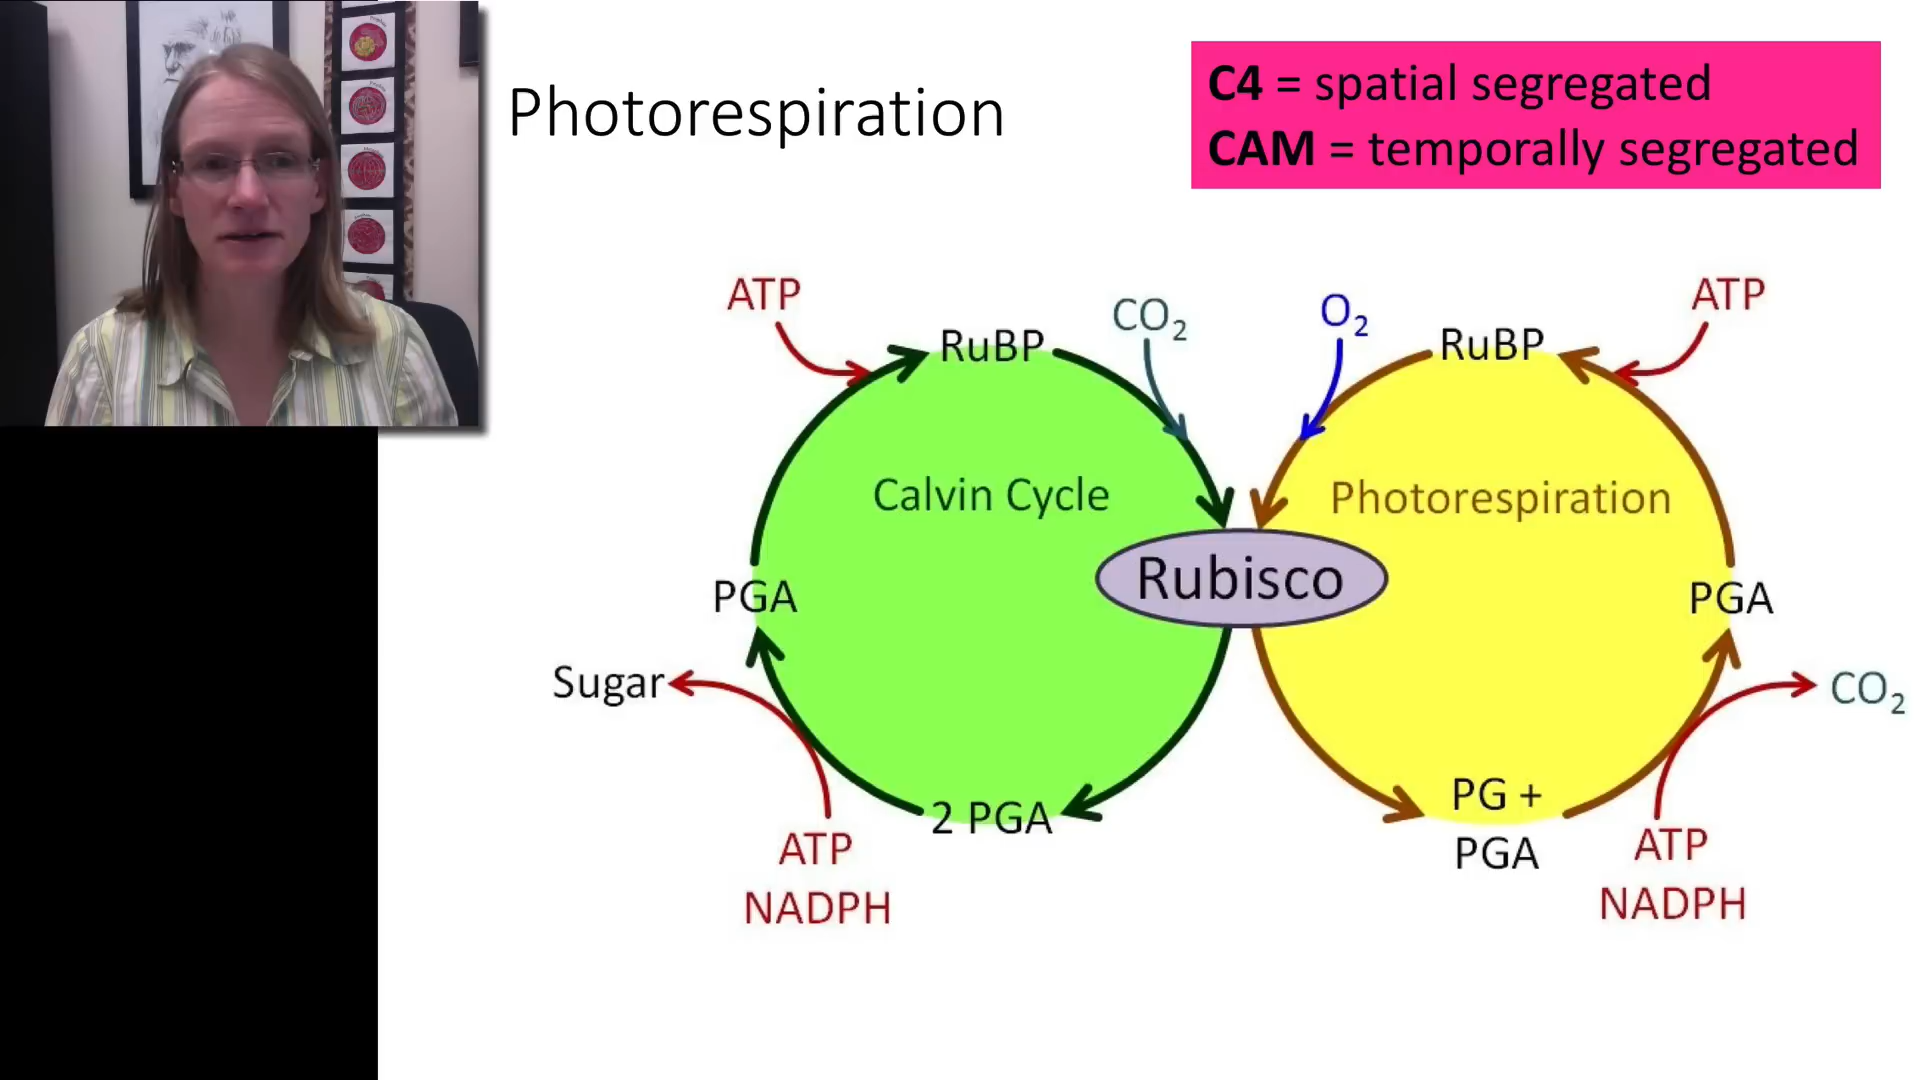 Photorespiration
C4 = spatial segregated
CAM = temporally segregated
ATP
RuBP
CO₂
O₂
RuBP
ATP
Calvin Cycle
Photorespiration
Rubisco
PGA
PGA
Sugar
CO₂
2 PGA
PG +
PGA
ATP
NADPH
ATP
NADPH